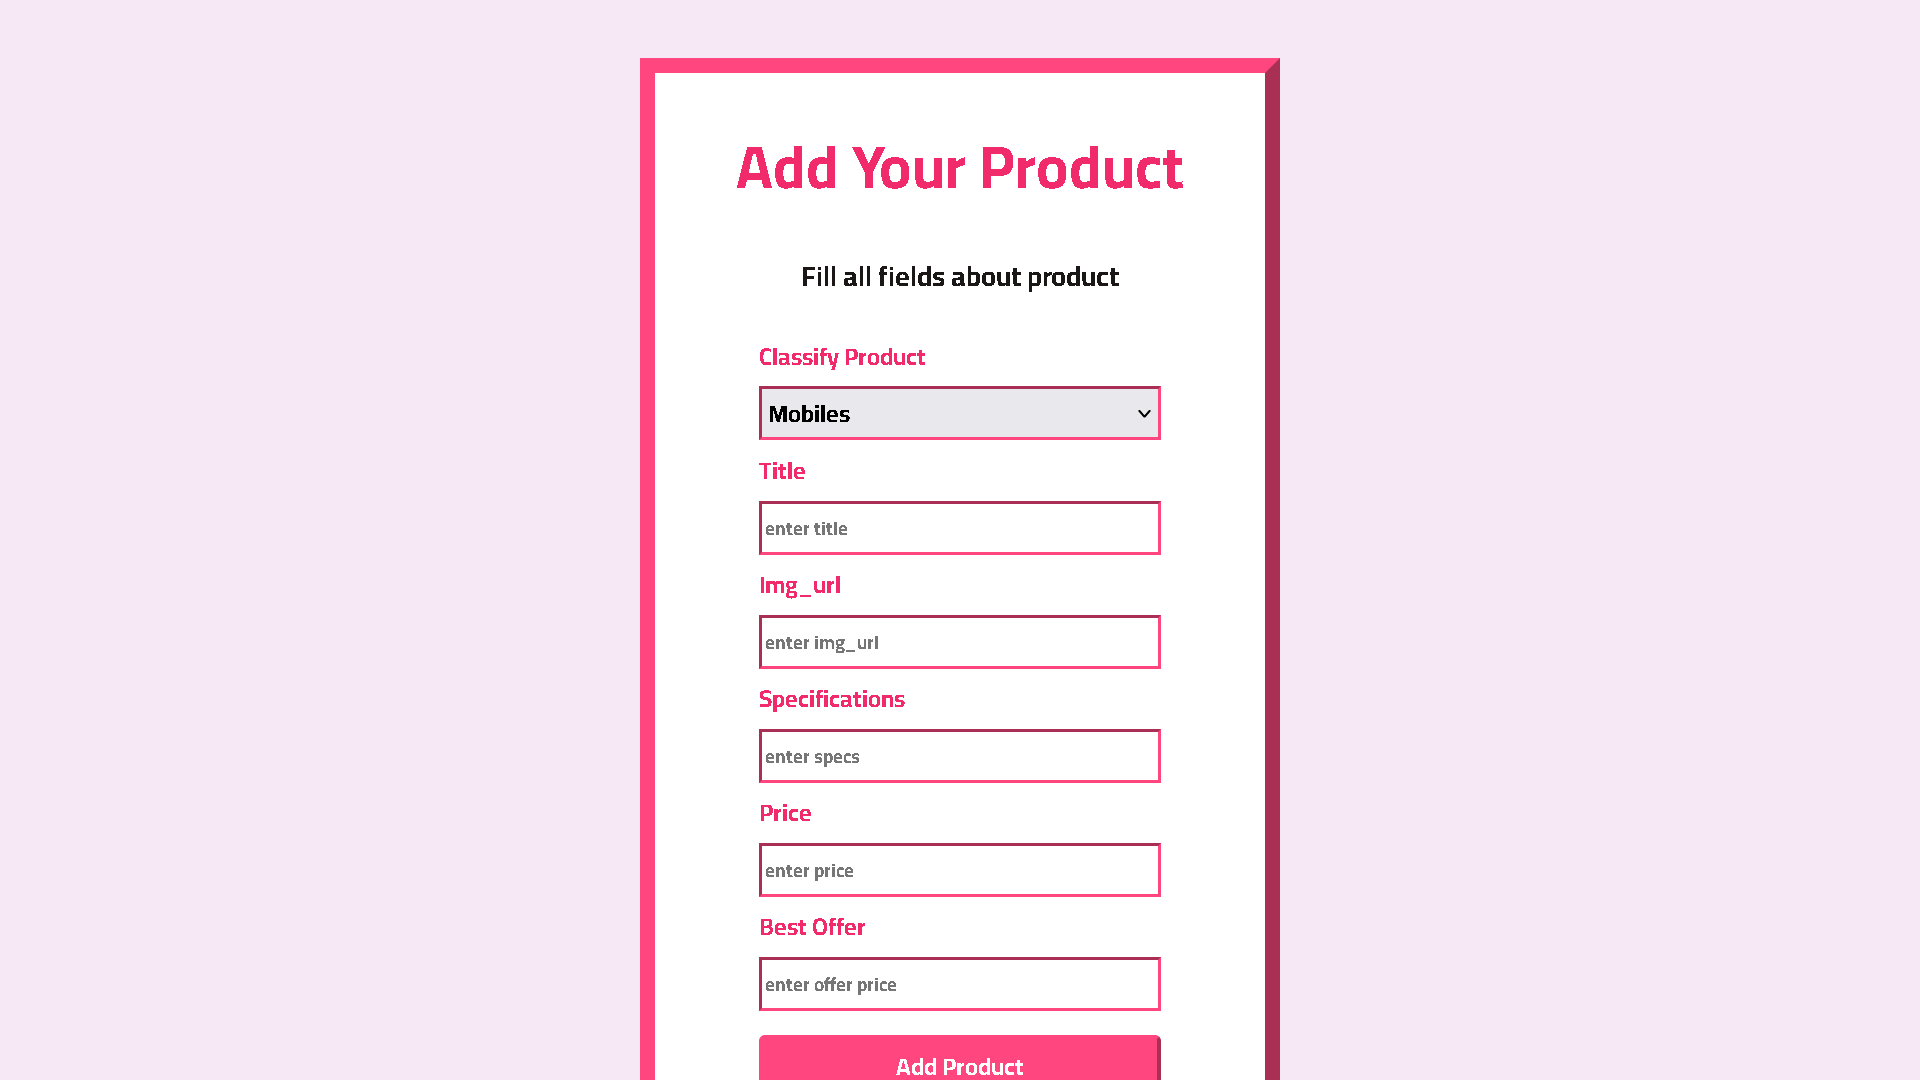 Add Your Product
Fill all fields about product
Classify Product
Mobiles
Title
enter title
Img_url
enter img_url
Specifications
enter specs
Price
enter price
Best Offer
enter offer price
Add Product